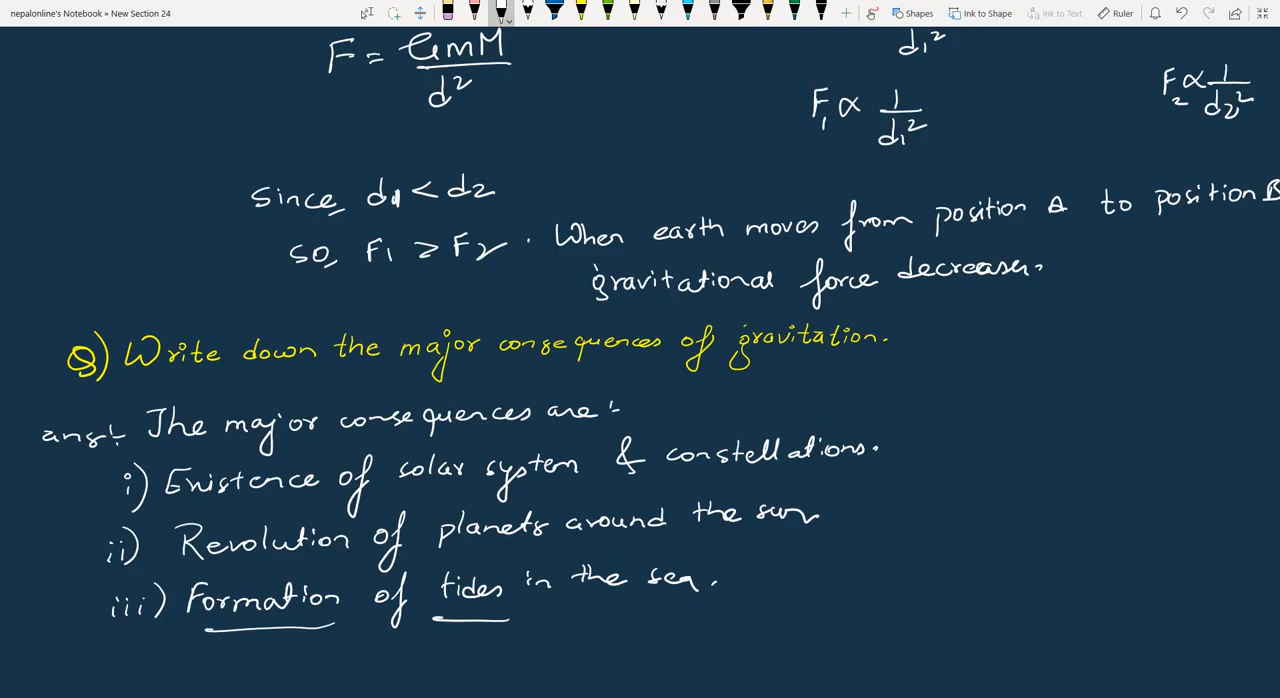 nepalonline's Notebook » New Section 24
Shapes Ink to Shape Ink to Text Ruler
F = GmM / d²
d₁²
F₁ ∝ 1 / d₁²
F₂ ∝ 1 / d₂²
Since, d₁ < d2
so, F₁ > F₂. When earth moves from position A to position B
gravitational force decreases.
Q) Write down the major consequences of gravitation.
ans:- The major consequences are:-
i) Existence of solar system & constellations.
ii) Revolution of planets around the sun
iii) Formation of tides in the sea.